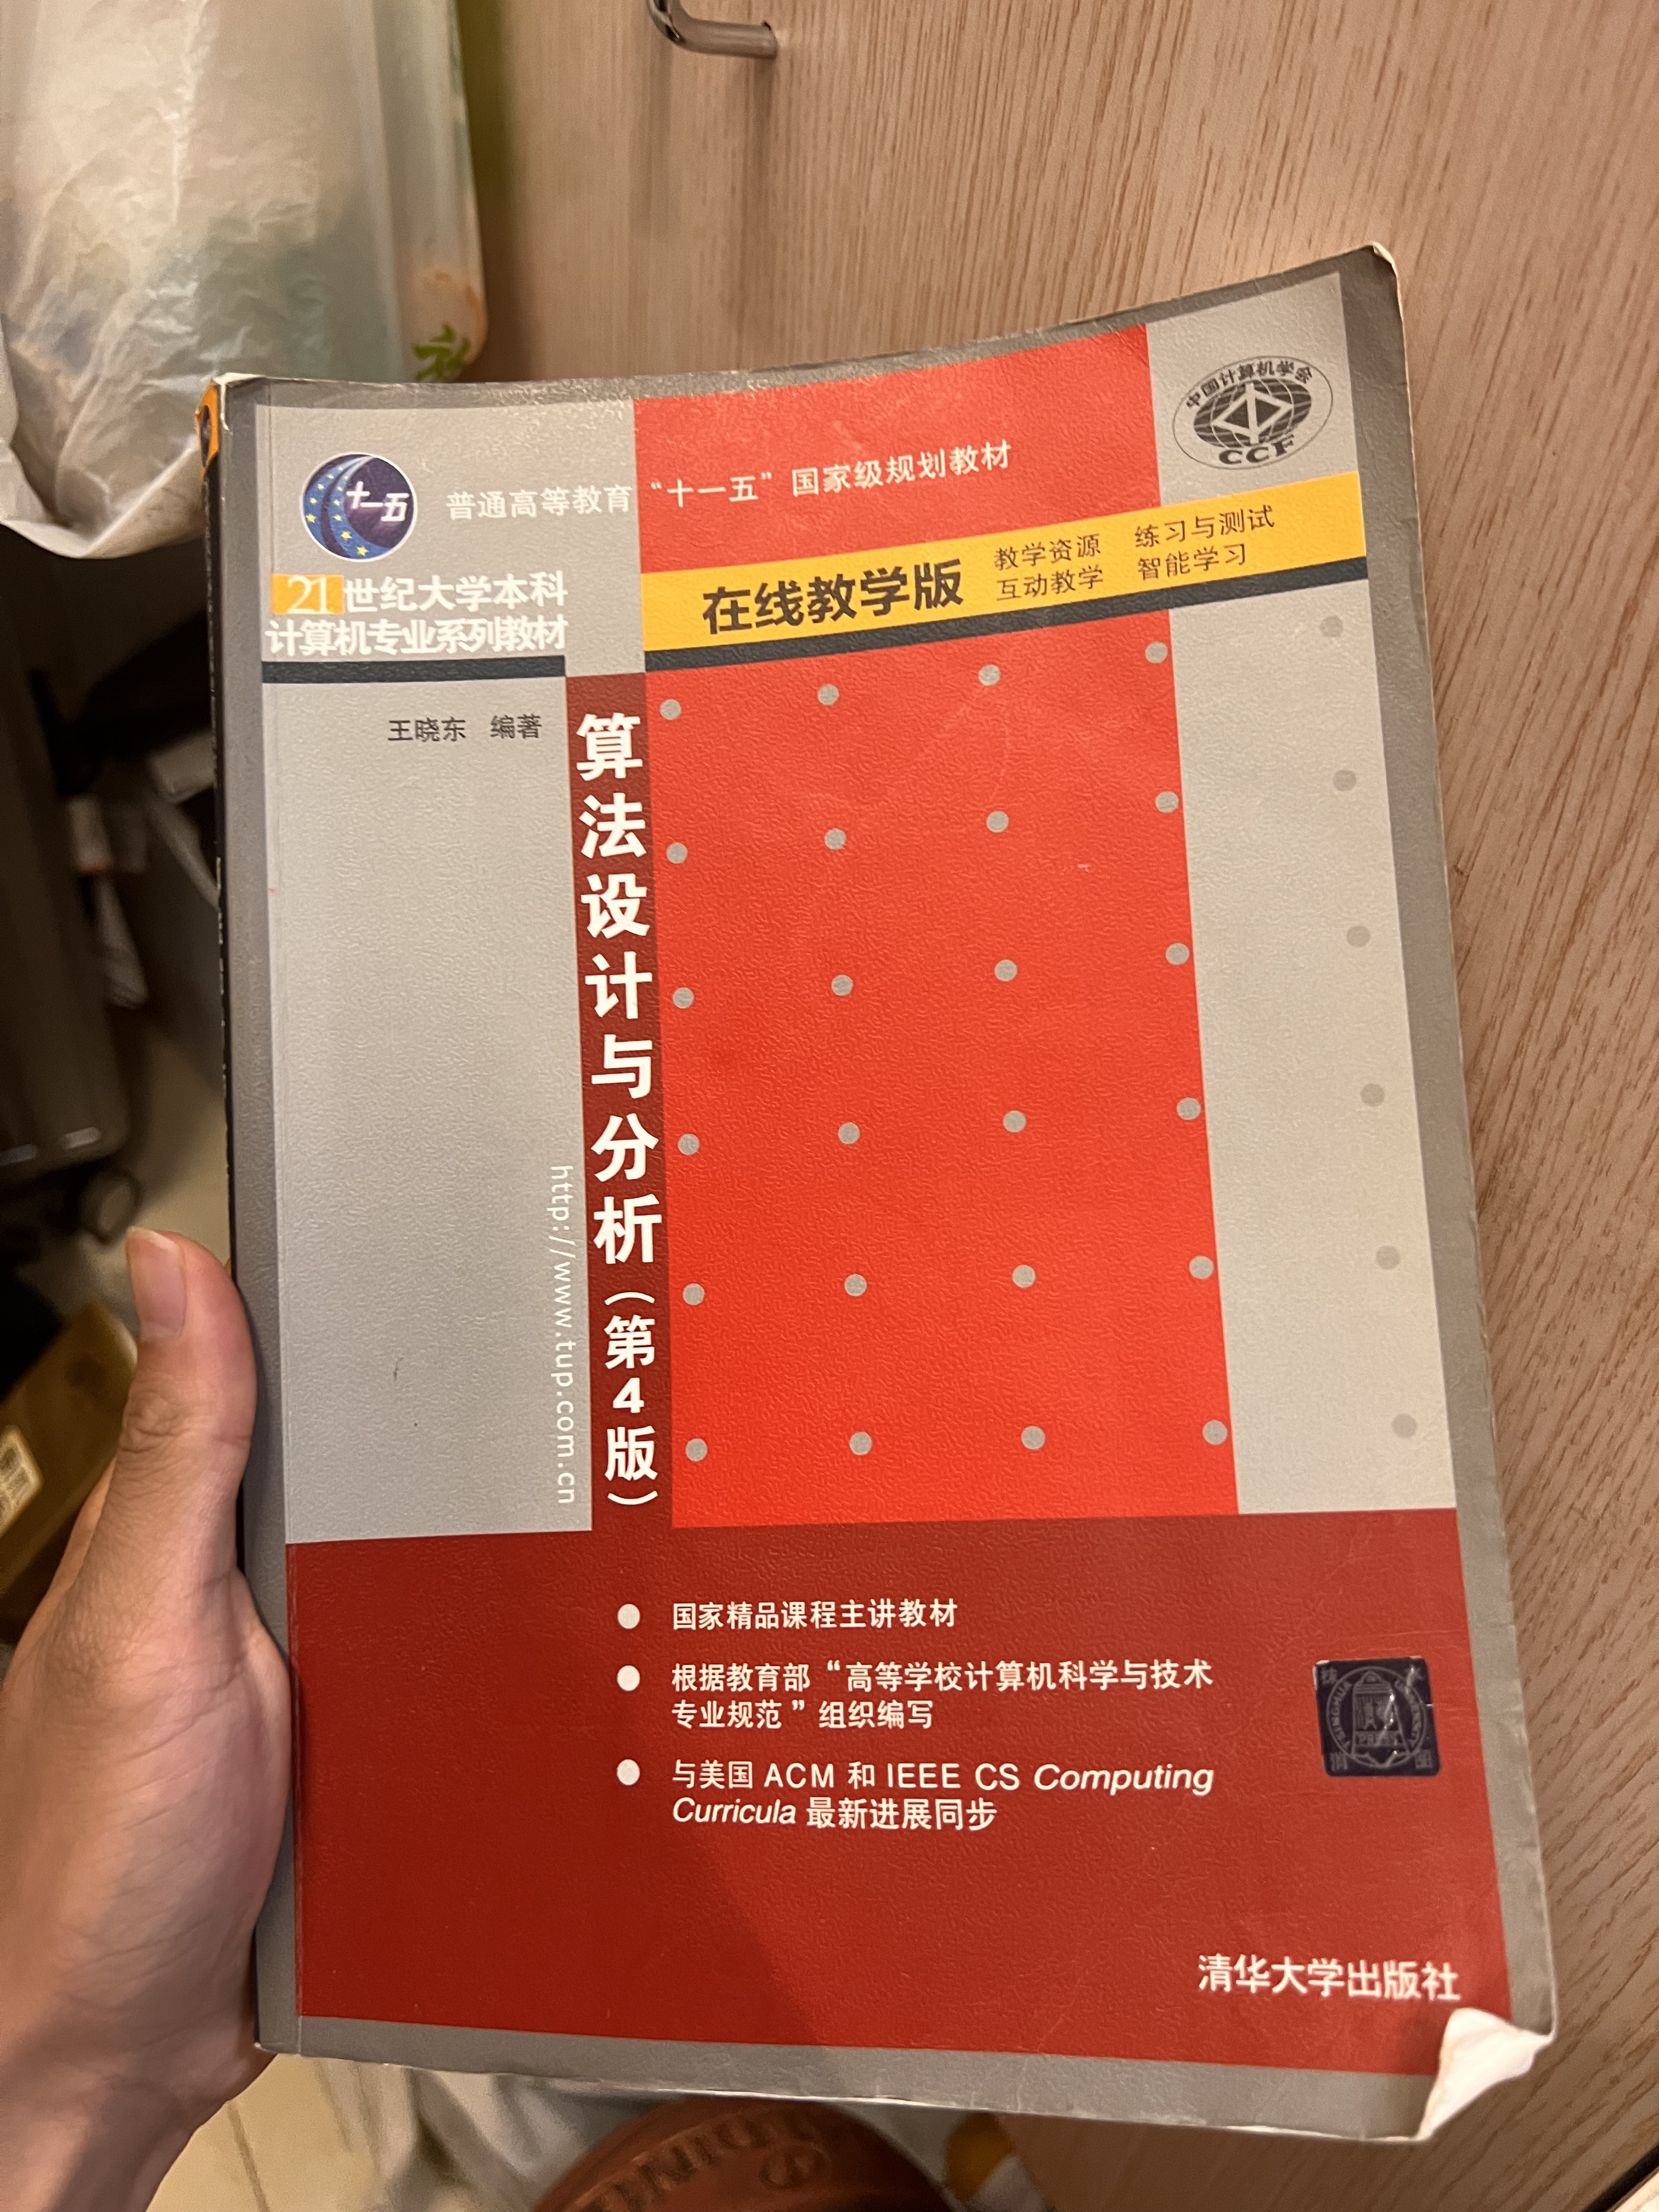 中国计算机学会
CCF
十一五
普通高等教育“十一五”国家级规划教材
在线教学版
教学资源 练习与测试
互动教学 智能学习
21世纪大学本科
计算机专业系列教材
王晓东 编著
算法设计与分析(第4版)
http://www.tup.com.cn
国家精品课程主讲教材
根据教育部“高等学校计算机科学与技术
专业规范”组织编写
与美国 ACM 和 IEEE CS Computing
Curricula 最新进展同步
清华大学出版社